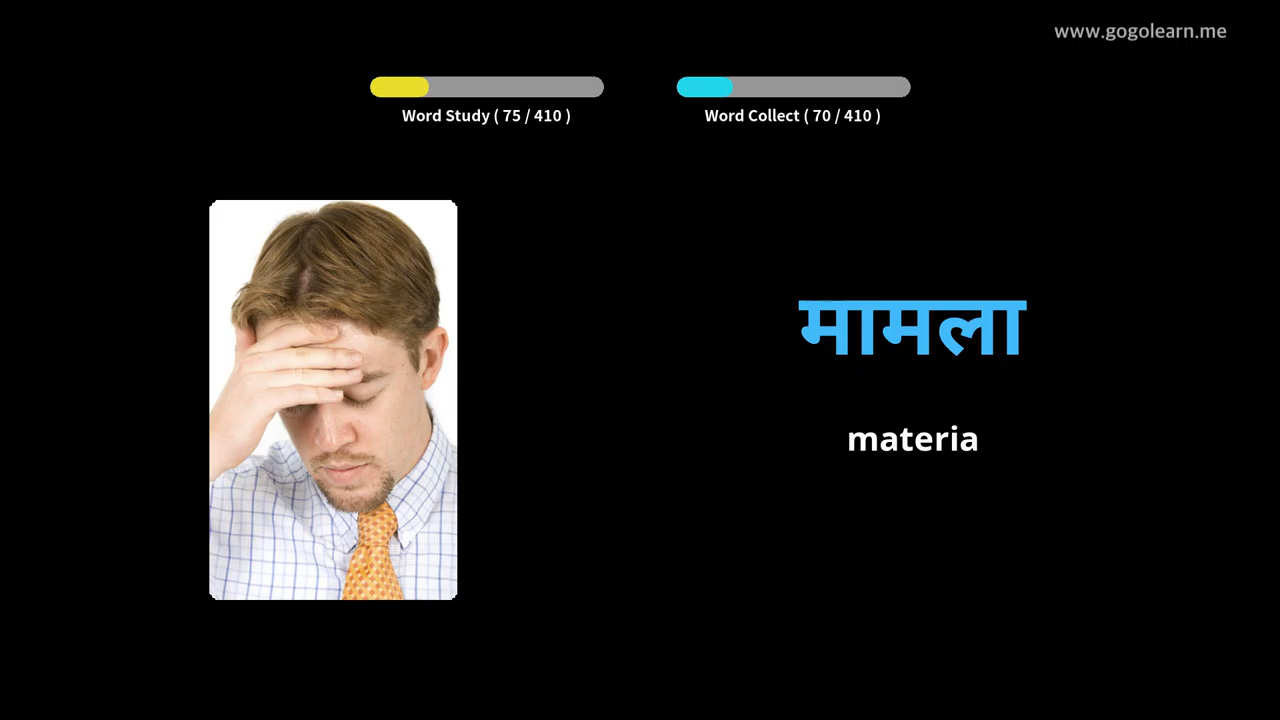 www.gogolearn.me
Word Study ( 75 / 410 )
Word Collect ( 70 / 410 )
मामला
materia